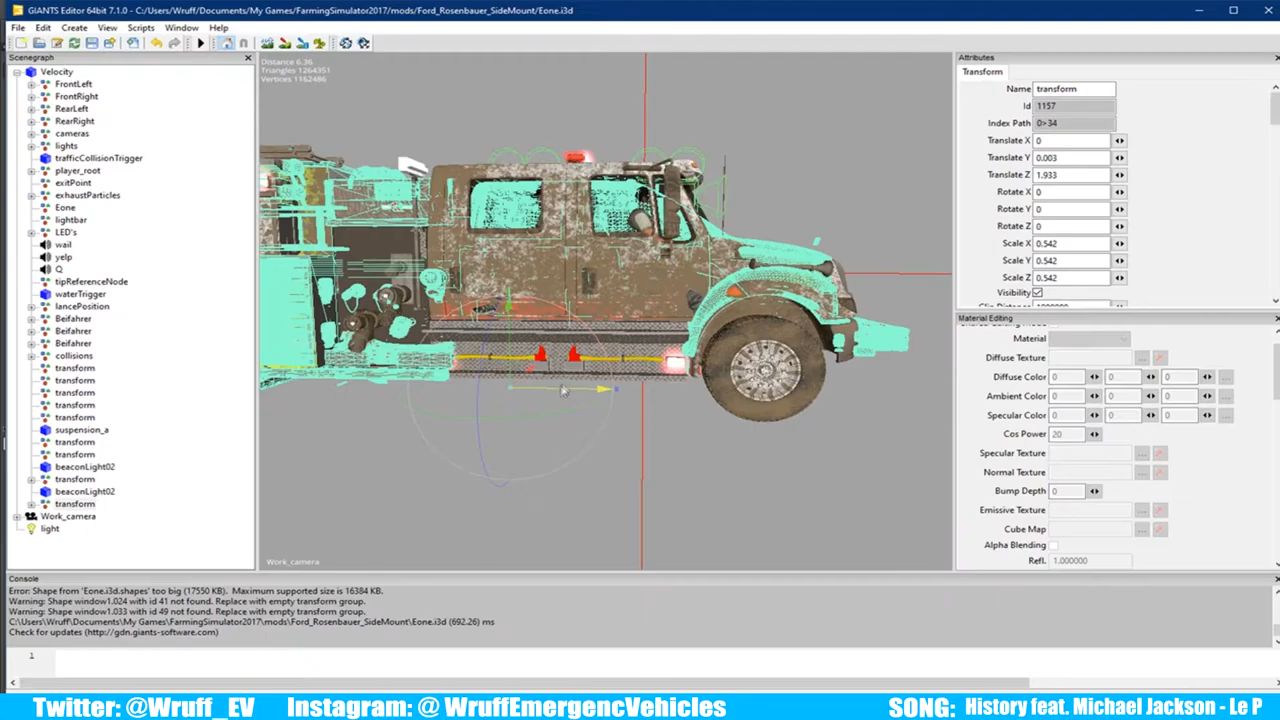 GIANTS Editor 64bit 7.1.0 - C:/Users/Wruff/Documents/My Games/FarmingSimulator2017/mods/Ford_Rosenbauer_SideMount/Eone.i3d
File Edit Create View Scripts Window Help
Scenegraph
Velocity
FrontLeft
FrontRight
RearLeft
RearRight
cameras
lights
trafficCollisionTrigger
player_root
exitPoint
exhaustParticles
Eone
lightbar
LED's
wail
yelp
Q
tipReferenceNode
waterTrigger
lancePosition
Beifahrer
Beifahrer
Beifahrer
collisions
transform
transform
transform
transform
transform
suspension_a
transform
transform
beaconLight02
transform
beaconLight02
transform
Work_camera
light
Distance 6.36
Triangles 1264351
Vertices 1162486
Work_camera
Attributes
Transform
Name transform
Id 1157
Index Path 0>34
Translate X 0
Translate Y 0.003
Translate Z 1.933
Rotate X 0
Rotate Y 0
Rotate Z 0
Scale X 0.542
Scale Y 0.542
Scale Z 0.542
Visibility
Material Editing
Material
Diffuse Texture ...
Diffuse Color 0 0 0 ...
Ambient Color 0 0 0 ...
Specular Color 0 0 0 ...
Cos Power 20
Specular Texture ...
Normal Texture ...
Bump Depth 0
Emissive Texture ...
Cube Map ...
Alpha Blending
Refl. 1.000000
Console
Error: Shape from 'Eone.i3d.shapes' too big (17550 KB). Maximum supported size is 16384 KB.
Warning: Shape window1.024 with id 41 not found. Replace with empty transform group.
Warning: Shape window1.033 with id 49 not found. Replace with empty transform group.
C:\Users\Wruff\Documents\My Games\FarmingSimulator2017\mods\Ford_Rosenbauer_SideMount\Eone.i3d (692.26) ms
Check for updates (http://gdn.giants-software.com)
1
Twitter: @Wruff_EV Instagram: @ WruffEmergencVehicles SONG: History feat. Michael Jackson - Le P